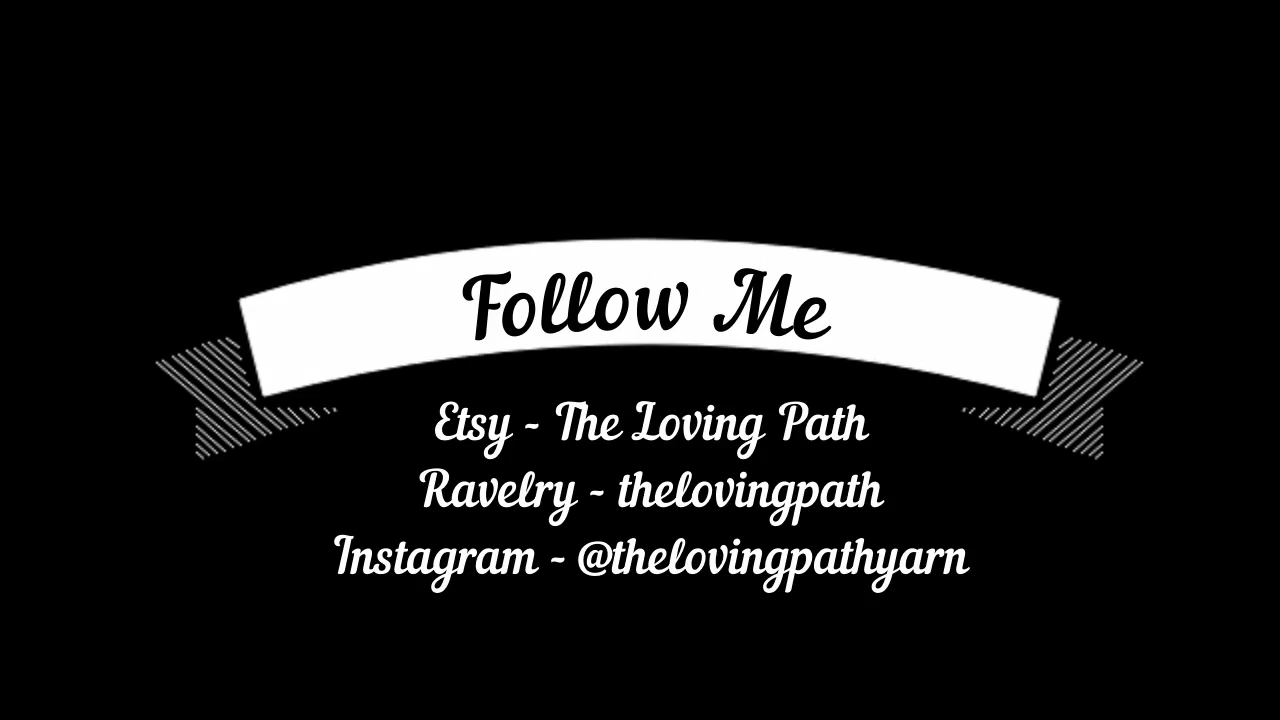 Follow Me
Etsy - The Loving Path
Ravelry - thelovingpath
Instagram - @thelovingpathyarn